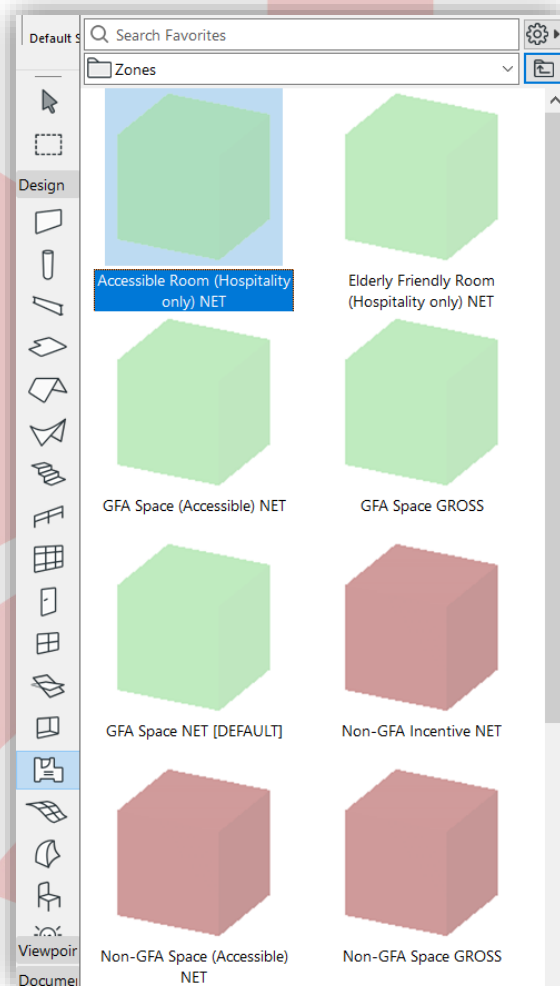 Default S
Search Favorites
Zones
Design
Accessible Room (Hospitality
only) NET
Elderly Friendly Room
(Hospitality only) NET
GFA Space (Accessible) NET
GFA Space GROSS
GFA Space NET [DEFAULT]
Non-GFA Incentive NET
Viewpoir
Non-GFA Space (Accessible)
NET
Non-GFA Space GROSS
Documei